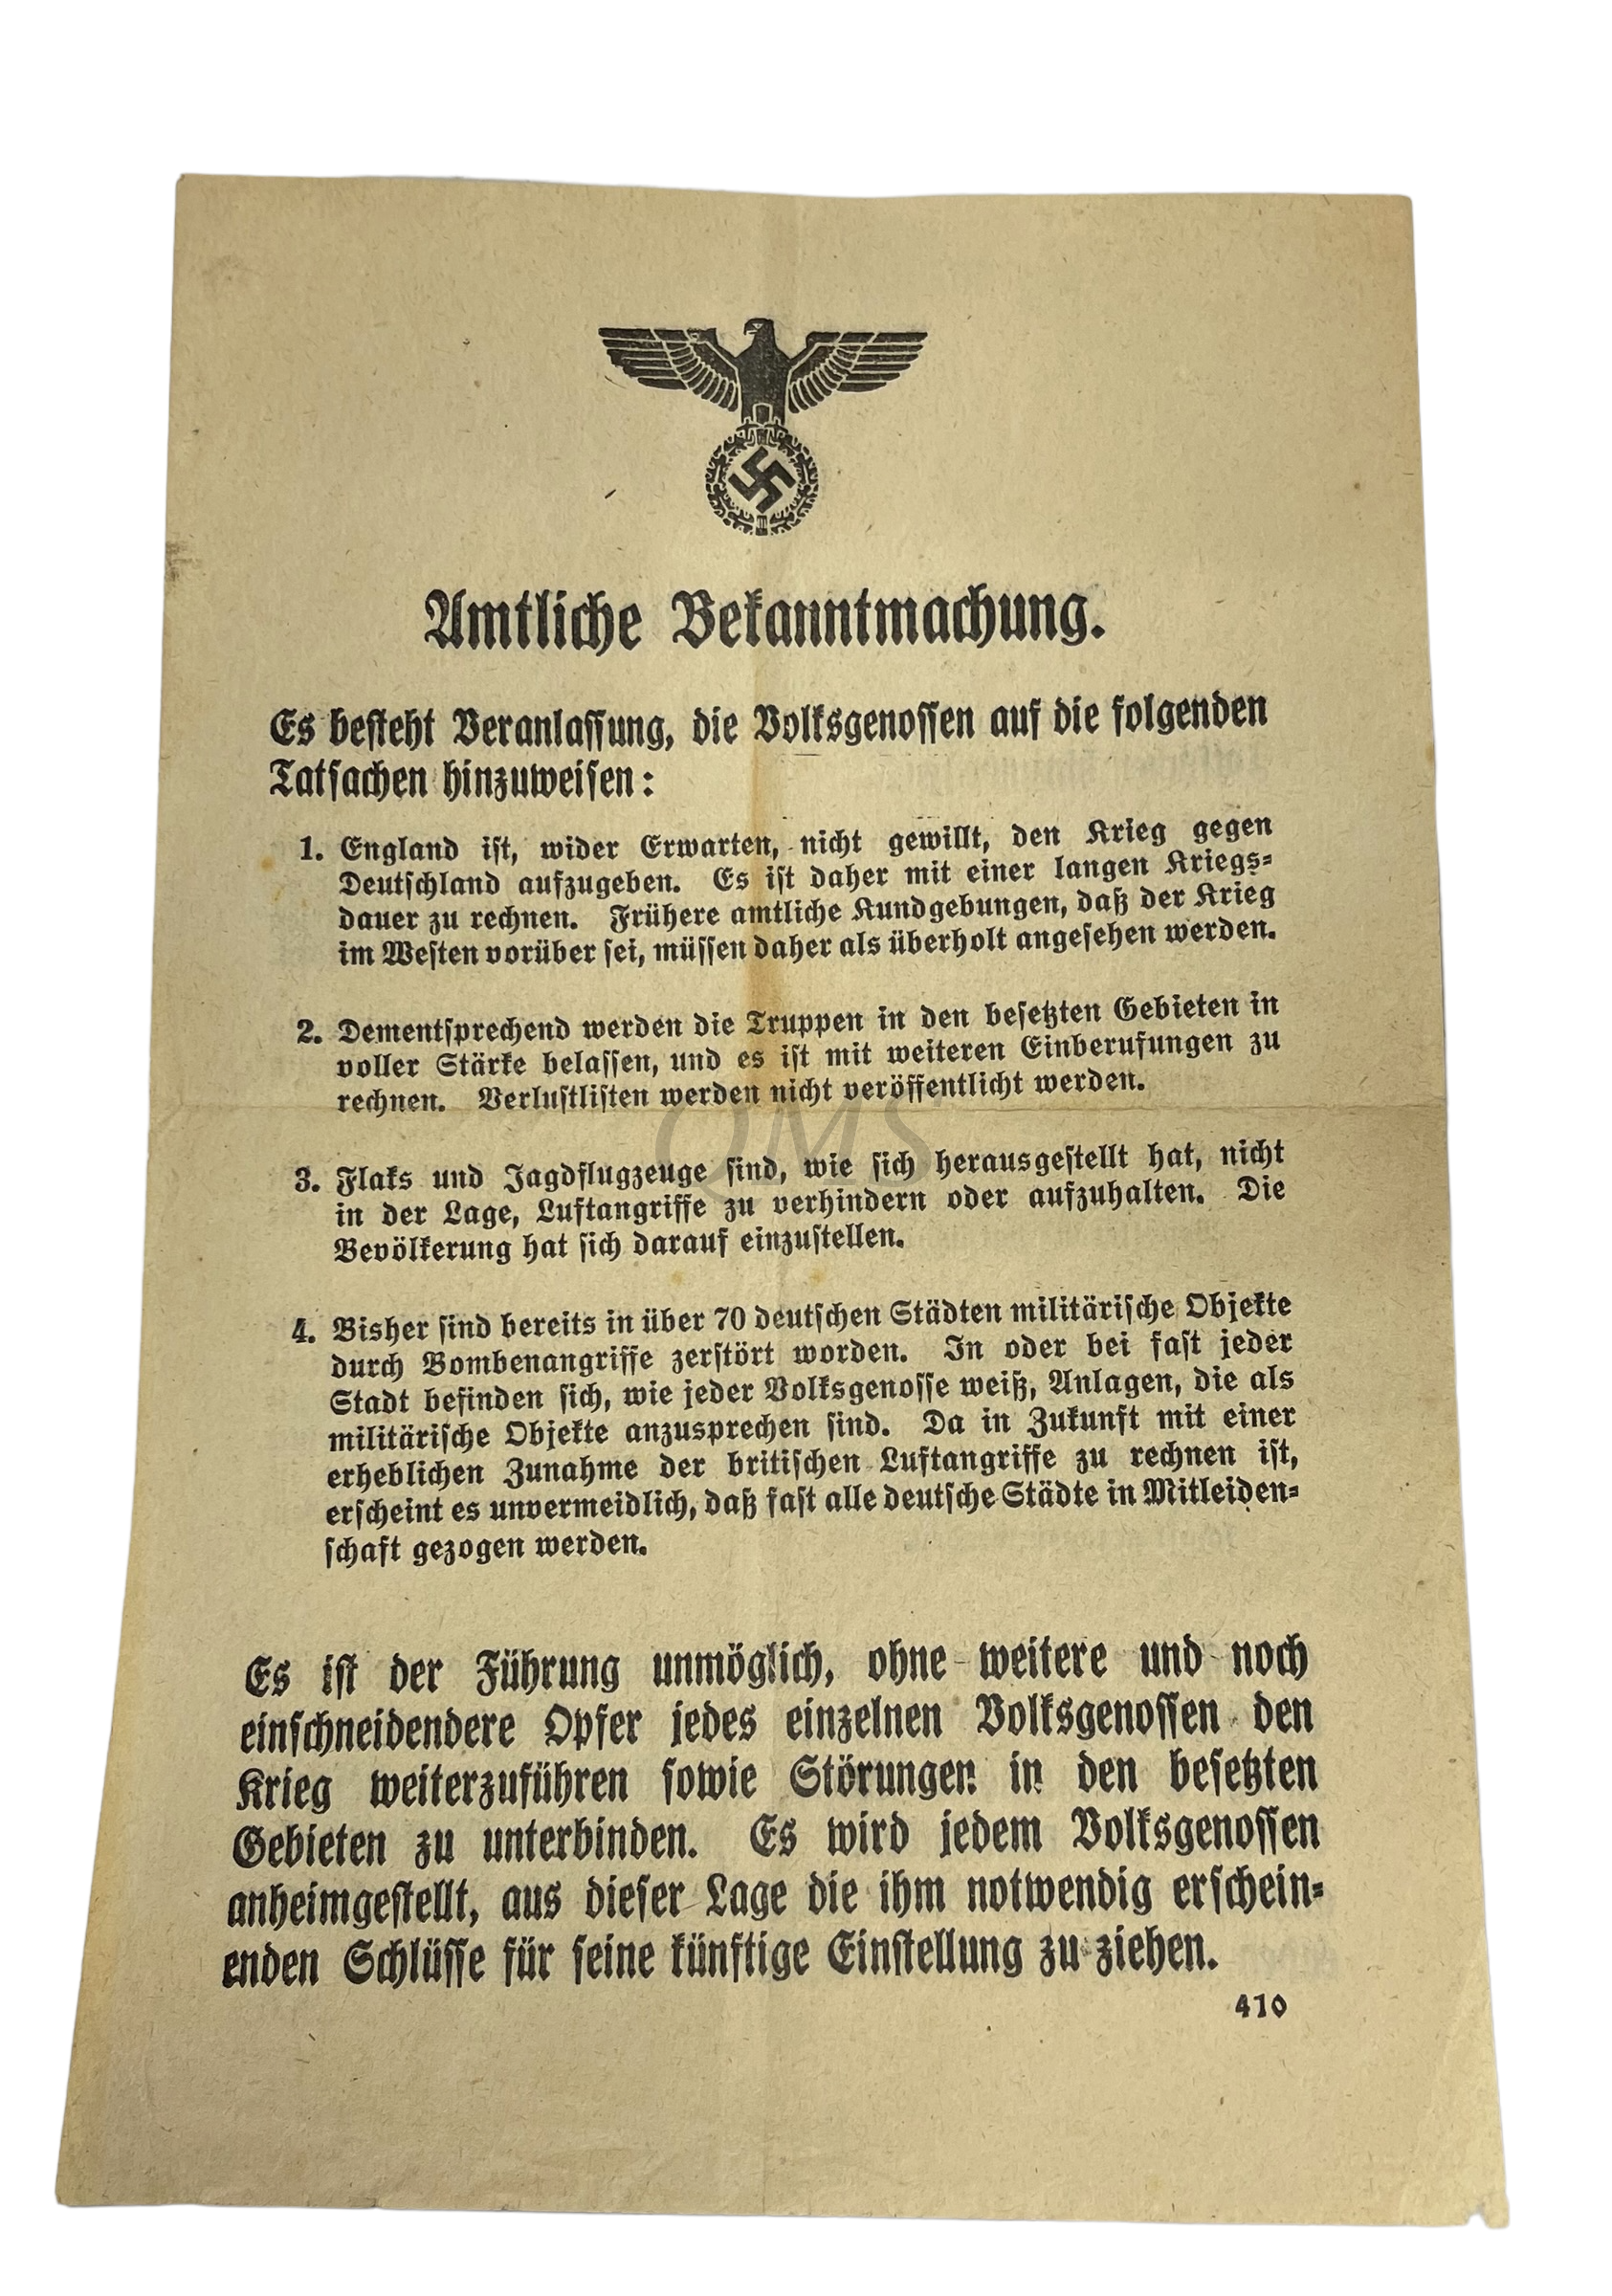 Amtliche Bekanntmachung.
Es besteht Veranlassung, die Volksgenossen auf die folgenden
Tatsachen hinzuweisen:
1. England ist, wider Erwarten, nicht gewillt, den Krieg gegen
Deutschland aufzugeben. Es ist daher mit einer langen Kriegs-
dauer zu rechnen. Frühere amtliche Kundgebungen, daß der Krieg
im Westen vorüber sei, müssen daher als überholt angesehen werden.
2. Dementsprechend werden die Truppen in den besetzten Gebieten in
voller Stärke belassen, und es ist mit weiteren Einberufungen zu
rechnen. Verlustlisten werden nicht veröffentlicht werden.
QMS
3. Flaks und Jagdflugzeuge sind, wie sich herausgestellt hat, nicht
in der Lage, Luftangriffe zu verhindern oder aufzuhalten. Die
Bevölkerung hat sich darauf einzustellen.
4. Bisher sind bereits in über 70 deutschen Städten militärische Objekte
durch Bombenangriffe zerstört worden. In oder bei fast jeder
Stadt befinden sich, wie jeder Volksgenosse weiß, Anlagen, die als
militärische Objekte anzusprechen sind. Da in Zukunft mit einer
erheblichen Zunahme der britischen Luftangriffe zu rechnen ist,
erscheint es unvermeidlich, daß fast alle deutsche Städte in Mitleiden-
schaft gezogen werden.
Es ist der Führung unmöglich, ohne weitere und noch
einschneidendere Opfer jedes einzelnen Volksgenossen den
Krieg weiterzuführen sowie Störungen in den besetzten
Gebieten zu unterbinden. Es wird jedem Volksgenossen
anheimgestellt, aus dieser Lage die ihm notwendig erschein-
enden Schlüsse für seine künftige Einstellung zu ziehen.
410